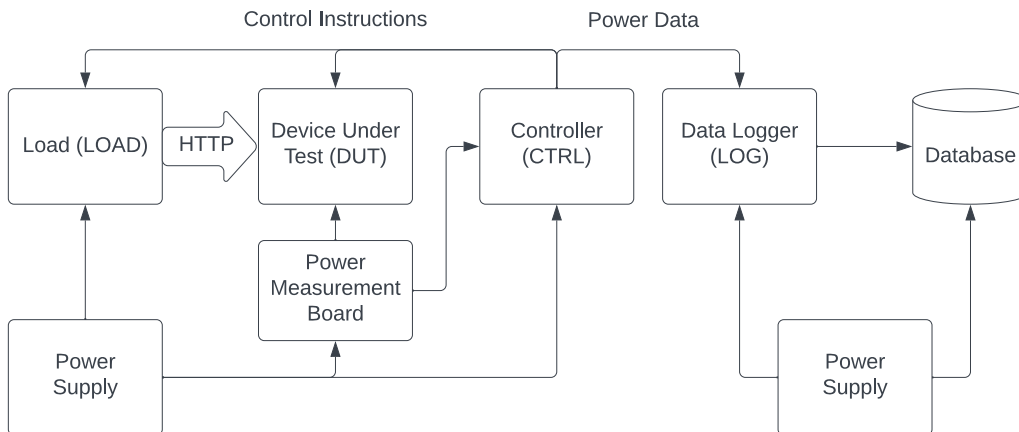 Control Instructions
Power Data
Load (LOAD)
HTTP
Device Under
Test (DUT)
Controller
(CTRL)
Data Logger
(LOG)
Database
Power
Measurement
Board
Power
Supply
Power
Supply